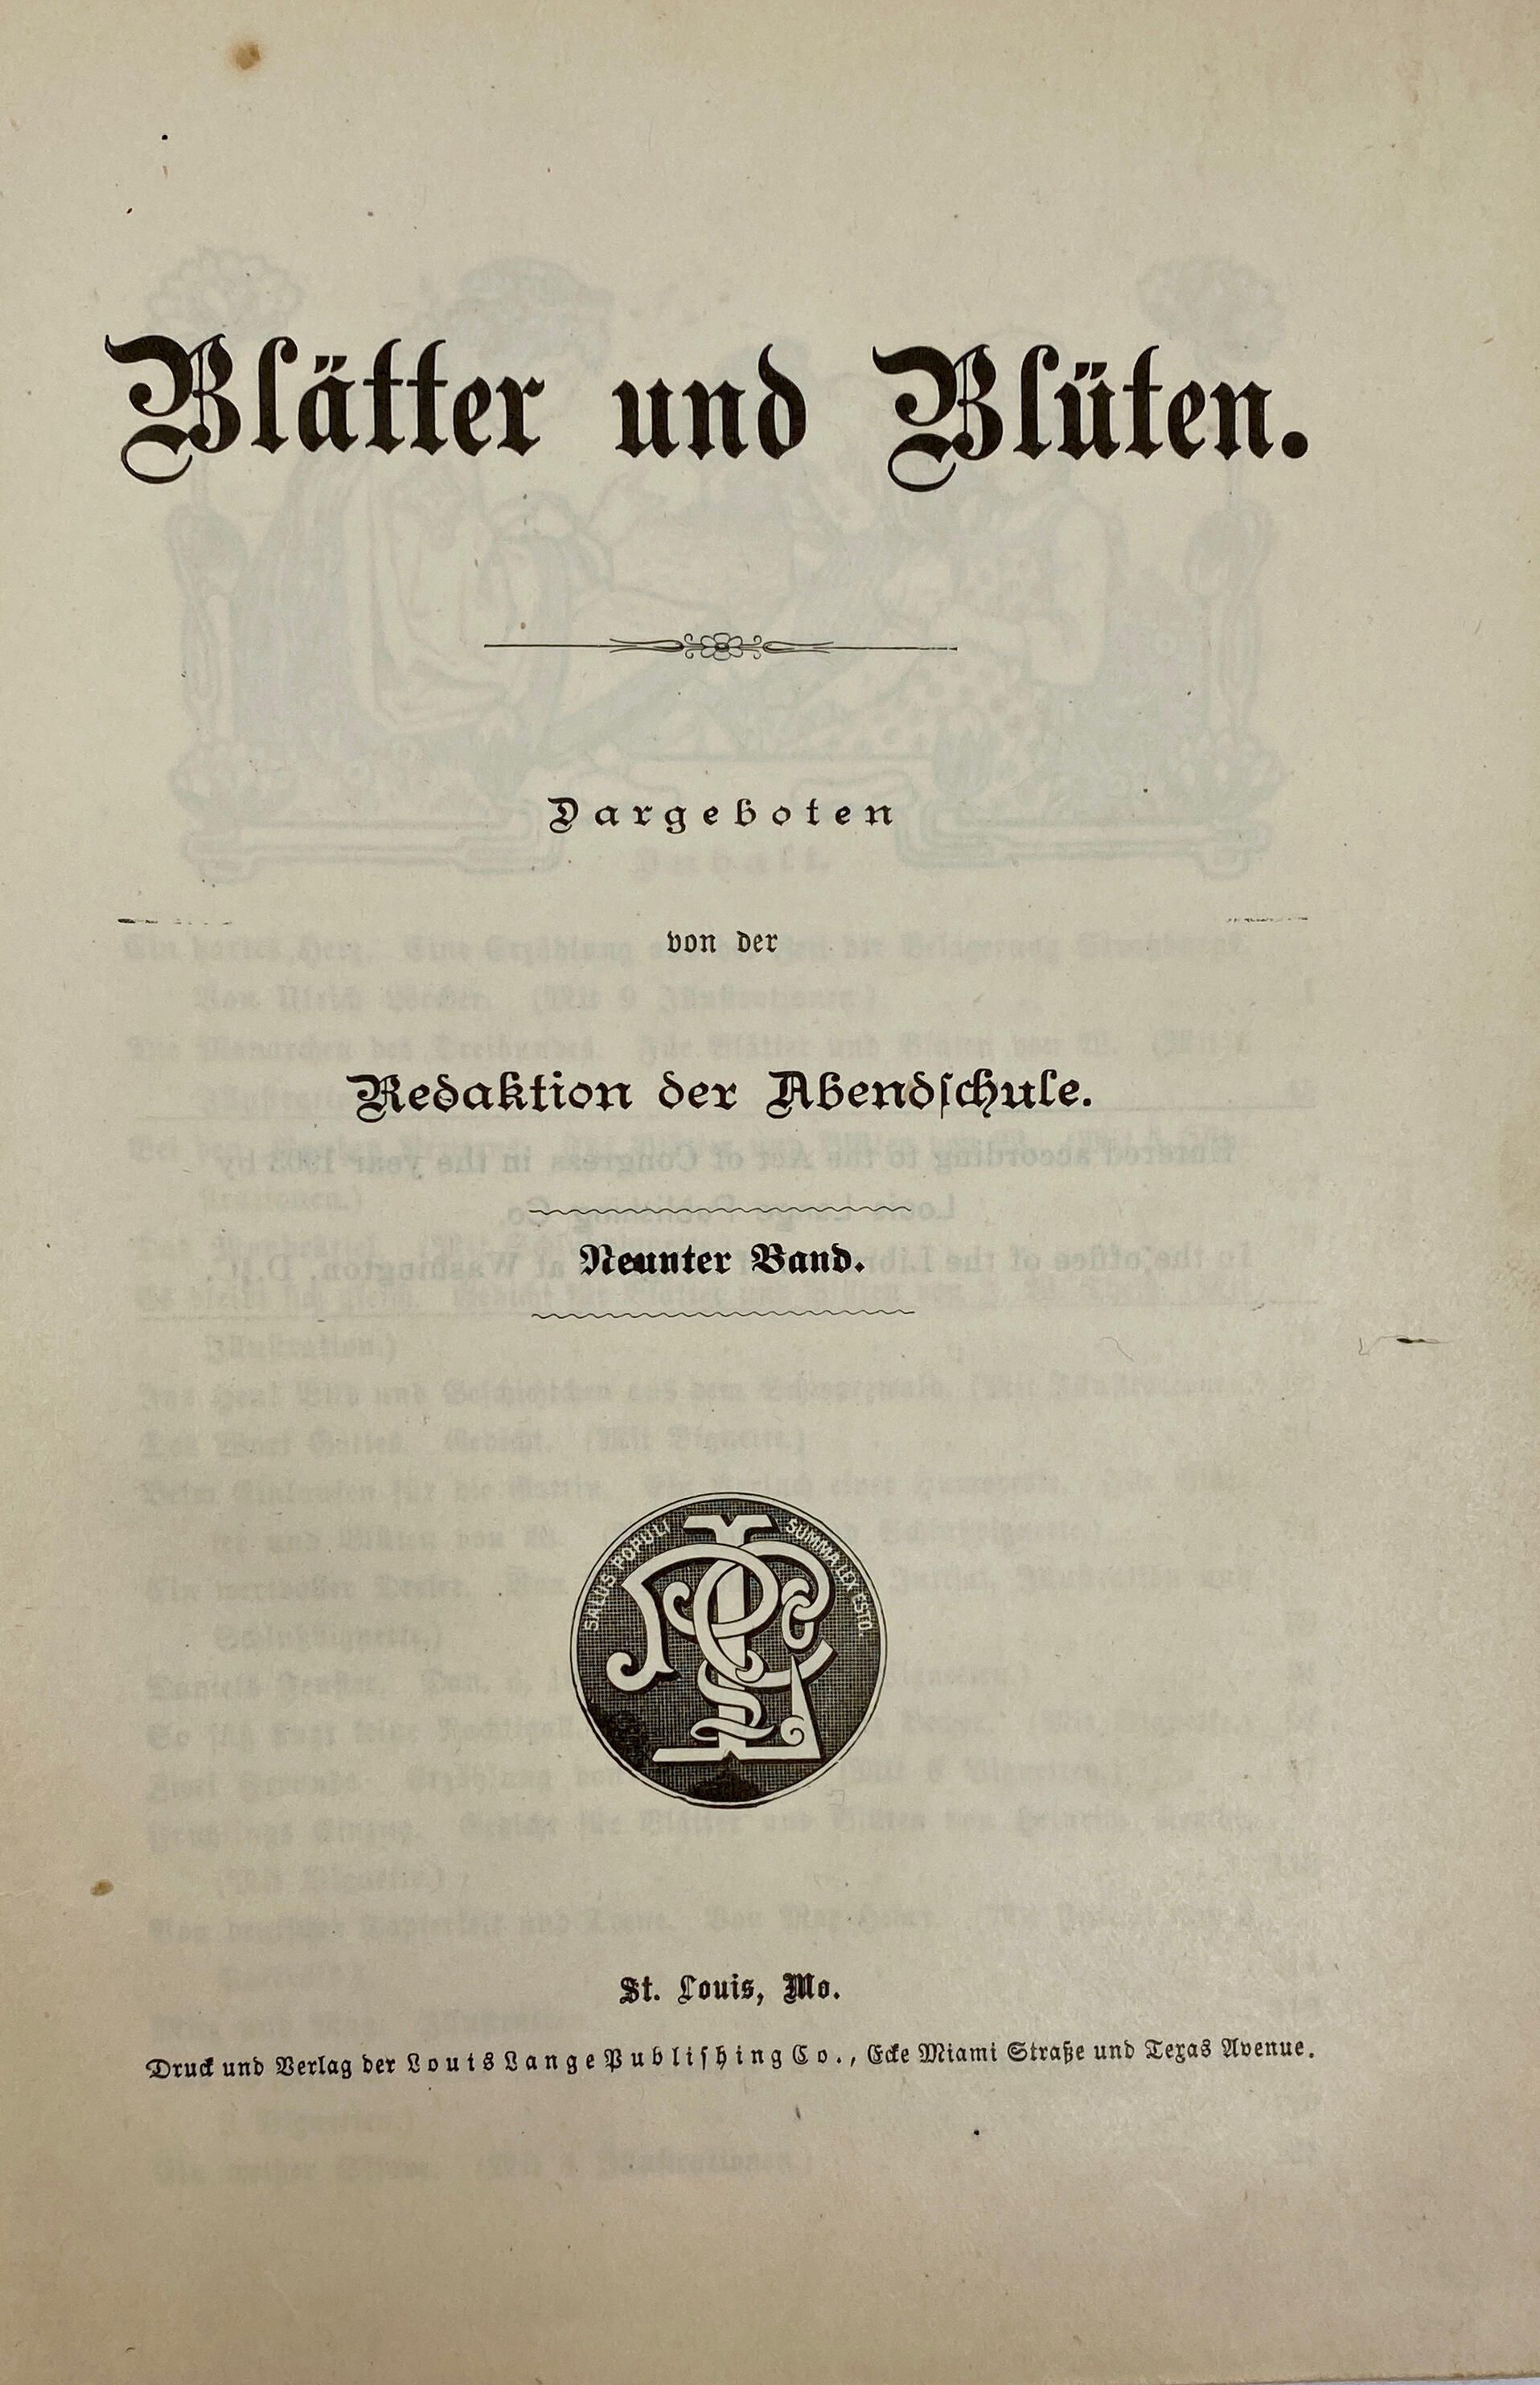 Blätter und Blüten.
Dargeboten
von der
Redaktion der Abendschule.
Neunter Band.
SALUS POPULI SUMMA LEX ESTO.
St. Louis, Mo.
Druck und Verlag der Louis Lange Publishing Co., Ecke Miami Straße und Texas Avenue.